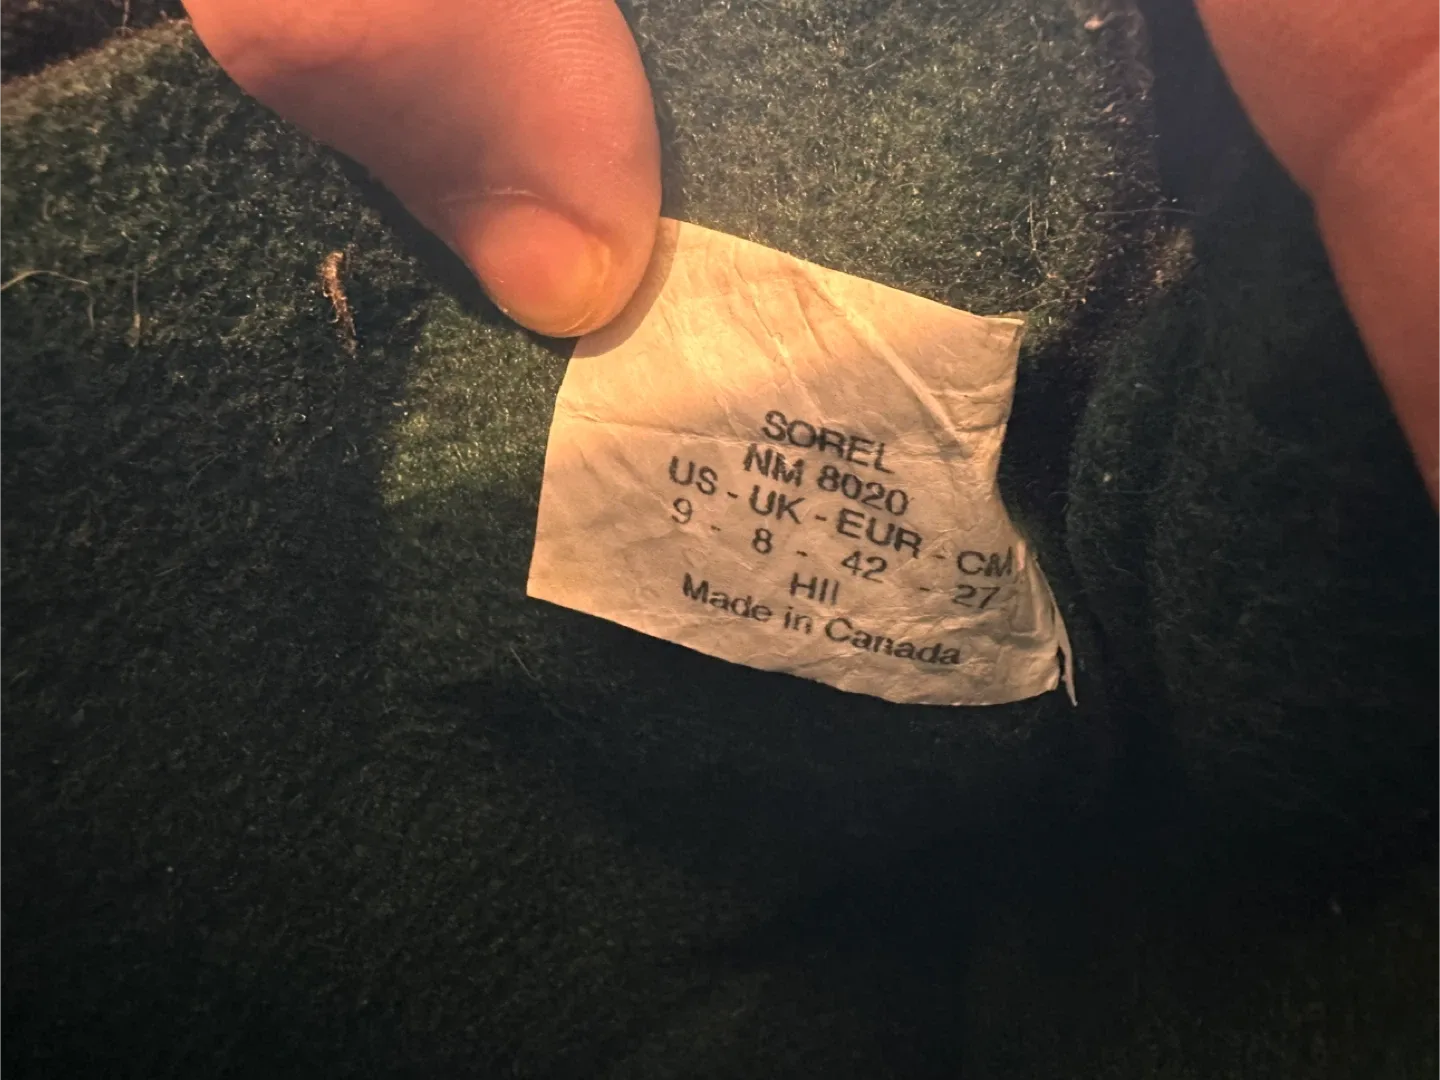 SOREL
NM 8020
US - UK - EUR - CM
9 - 8 - 42 - 27
HII
Made in Canada